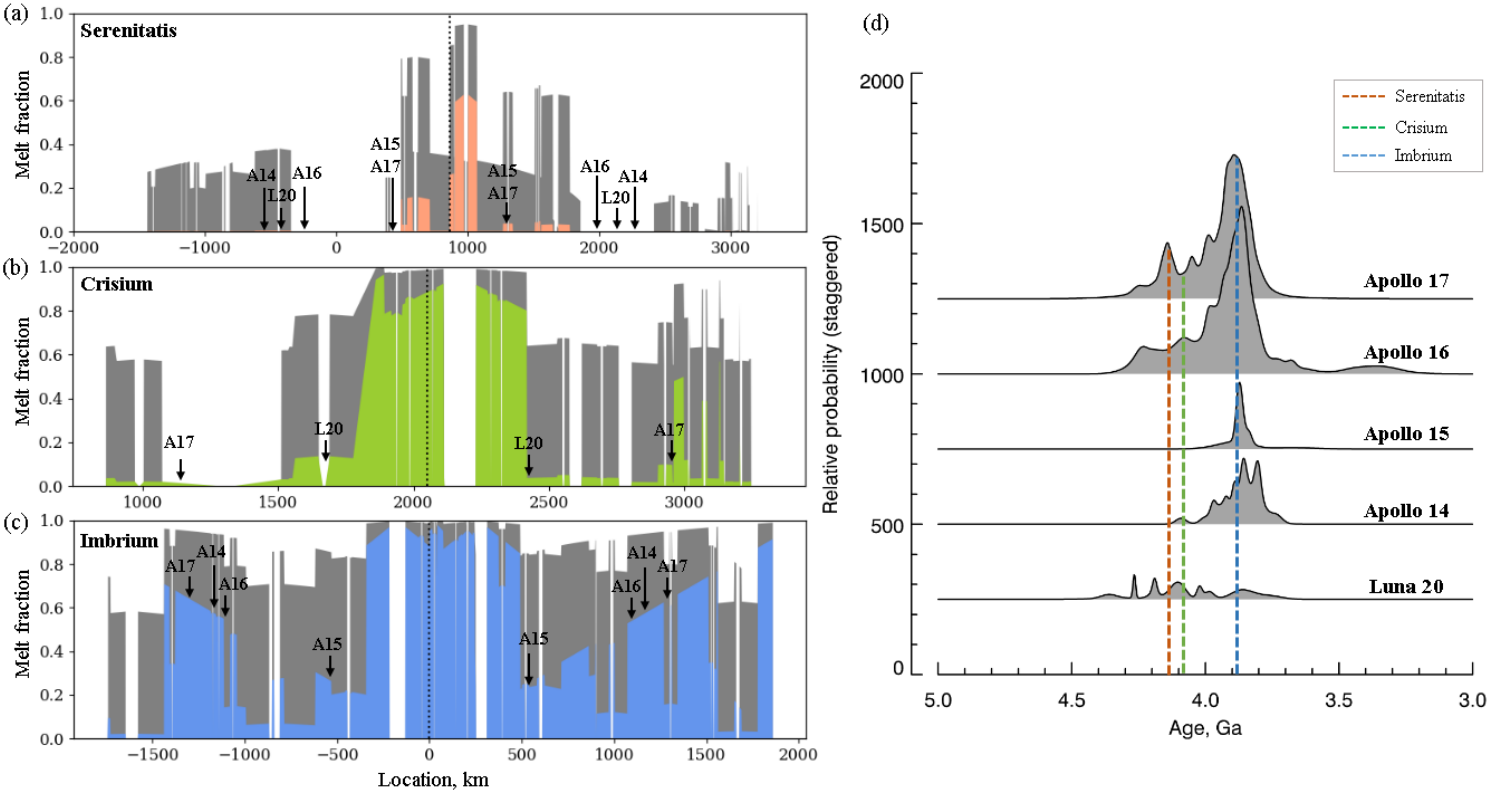 (a)
Serenitatis
Melt fraction
1.0
0.8
0.6
0.4
0.2
0.0
A14
L20
A16
A15
A17
A15
A17
A16
L20
A14
−2000
−1000
0
1000
2000
3000
(b)
Crisium
Melt fraction
1.0
0.8
0.6
0.4
0.2
0.0
A17
L20
L20
A17
1000
1500
2000
2500
3000
(c)
Imbrium
Melt fraction
1.0
0.8
0.6
0.4
0.2
0.0
A17
A14
A16
A15
A15
A16
A14
A17
−1500
−1000
−500
0
500
1000
1500
2000
Location, km
(d)
Relative probability (staggered)
2000
1500
1000
500
0
Serenitatis
Crisium
Imbrium
Apollo 17
Apollo 16
Apollo 15
Apollo 14
Luna 20
5.0
4.5
4.0
3.5
3.0
Age, Ga